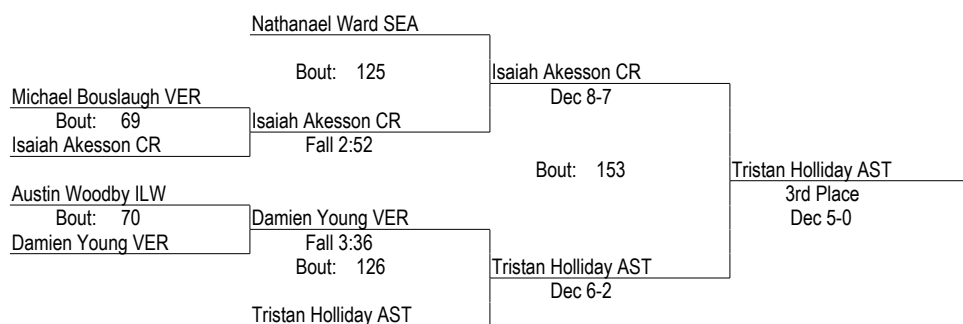 Nathanael Ward SEA
Bout: 125
Isaiah Akesson CR
Dec 8-7
Michael Bouslaugh VER
Bout: 69
Isaiah Akesson CR
Isaiah Akesson CR
Fall 2:52
Bout: 153
Tristan Holliday AST
3rd Place
Dec 5-0
Austin Woodby ILW
Bout: 70
Damien Young VER
Damien Young VER
Fall 3:36
Bout: 126
Tristan Holliday AST
Dec 6-2
Tristan Holliday AST